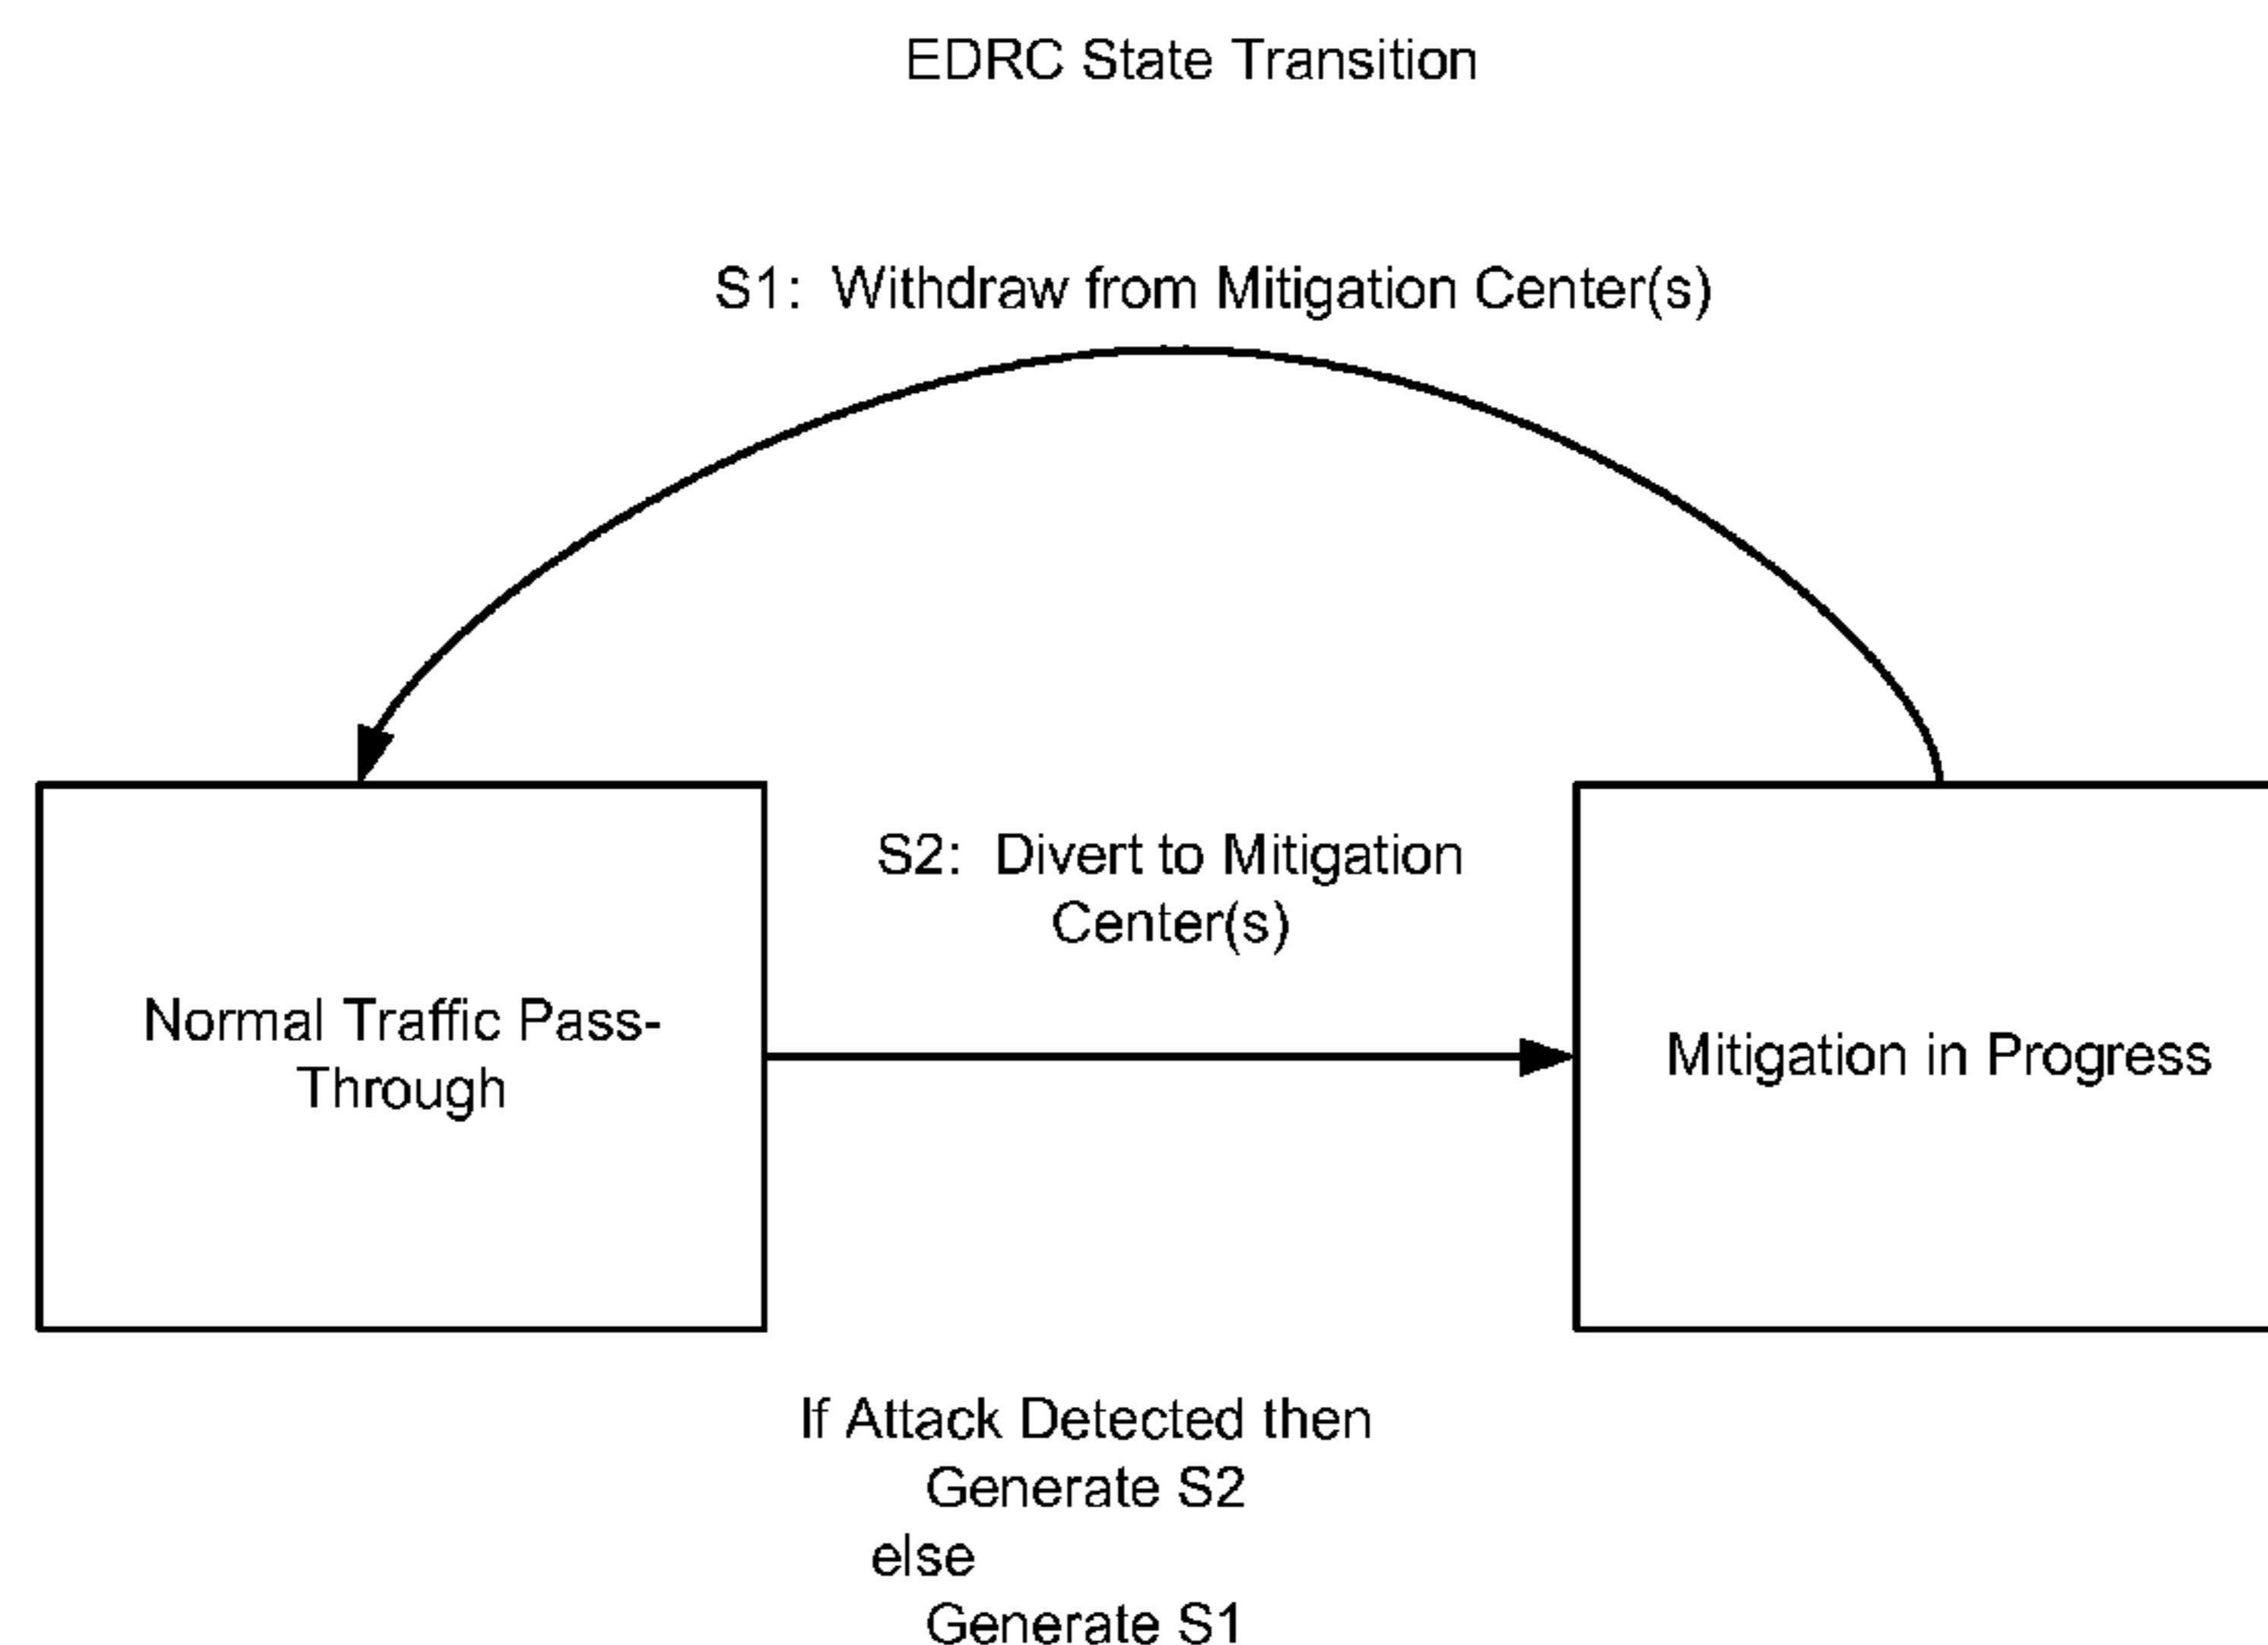 EDRC State Transition
S1: Withdraw from Mitigation Center(s)
S2: Divert to Mitigation
Center(s)
Normal Traffic Pass-
Through
Mitigation in Progress
If Attack Detected then
Generate S2
else
Generate S1